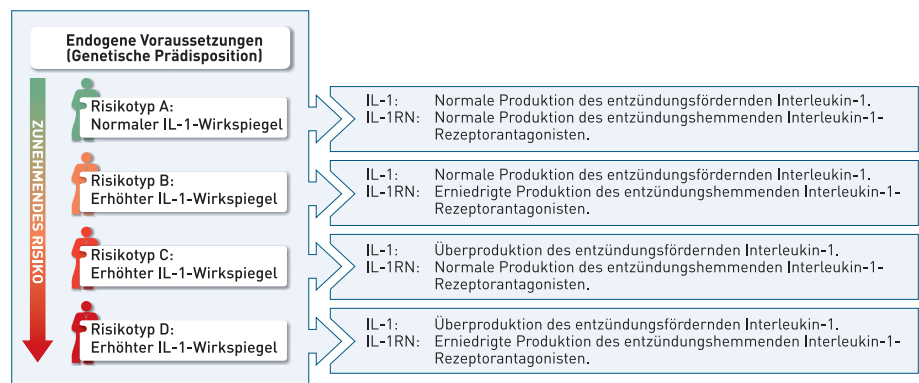 Endogene Voraussetzungen
(Genetische Prädisposition)
ZUNEHMENDES RISIKO
Risikotyp A:
Normaler IL-1-Wirkspiegel
IL-1: Normale Produktion des entzündungsfördernden Interleukin-1.
IL-1RN: Normale Produktion des entzündungshemmenden Interleukin-1-
Rezeptorantagonisten.
Risikotyp B:
Erhöhter IL-1-Wirkspiegel
IL-1: Normale Produktion des entzündungsfördernden Interleukin-1.
IL-1RN: Erniedrigte Produktion des entzündungshemmenden Interleukin-1-
Rezeptorantagonisten.
Risikotyp C:
Erhöhter IL-1-Wirkspiegel
IL-1: Überproduktion des entzündungsfördernden Interleukin-1.
IL-1RN: Normale Produktion des entzündungshemmenden Interleukin-1-
Rezeptorantagonisten.
Risikotyp D:
Erhöhter IL-1-Wirkspiegel
IL-1: Überproduktion des entzündungsfördernden Interleukin-1.
IL-1RN: Erniedrigte Produktion des entzündungshemmenden Interleukin-1-
Rezeptorantagonisten.